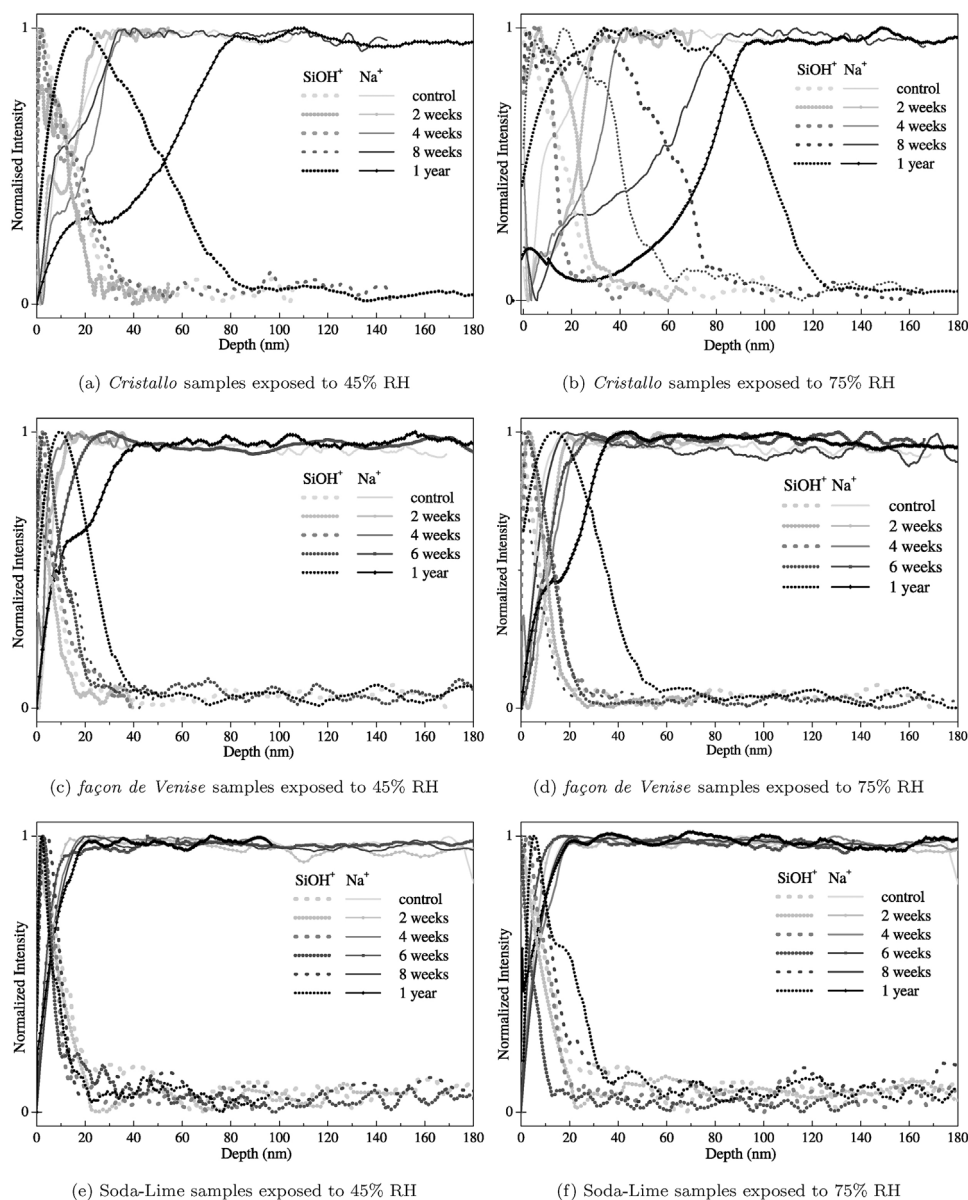 1
Normalised Intensity
0
0 20 40 60 80 100 120 140 160 180
Depth (nm)
SiOH⁺ Na⁺
control
2 weeks
4 weeks
8 weeks
1 year
(a) Cristallo samples exposed to 45% RH
1
Normalized Intensity
0
0 20 40 60 80 100 120 140 160 180
Depth (nm)
SiOH⁺ Na⁺
control
2 weeks
4 weeks
8 weeks
1 year
(b) Cristallo samples exposed to 75% RH
1
Normalized Intensity
0
0 20 40 60 80 100 120 140 160 180
Depth (nm)
SiOH⁺ Na⁺
control
2 weeks
4 weeks
6 weeks
1 year
(c) façon de Venise samples exposed to 45% RH
1
Normalized Intensity
0
0 20 40 60 80 100 120 140 160 180
Depth (nm)
SiOH⁺ Na⁺
control
2 weeks
4 weeks
6 weeks
1 year
(d) façon de Venise samples exposed to 75% RH
1
Normalized Intensity
0
0 20 40 60 80 100 120 140 160 180
Depth (nm)
SiOH⁺ Na⁺
control
2 weeks
4 weeks
6 weeks
8 weeks
1 year
(e) Soda-Lime samples exposed to 45% RH
1
Normalized Intensity
0
0 20 40 60 80 100 120 140 160 180
Depth (nm)
SiOH⁺ Na⁺
control
2 weeks
4 weeks
6 weeks
8 weeks
1 year
(f) Soda-Lime samples exposed to 75% RH